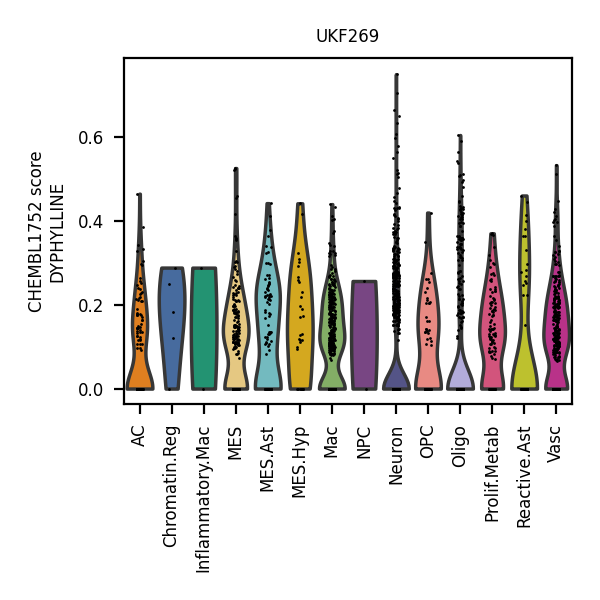 UKF269
CHEMBL1752 score
DYPHYLLINE
0.6
0.4
0.2
0.0
AC
Chromatin.Reg
Inflammatory.Mac
MES
MES.Ast
MES.Hyp
Mac
NPC
Neuron
OPC
Oligo
Prolif.Metab
Reactive.Ast
Vasc